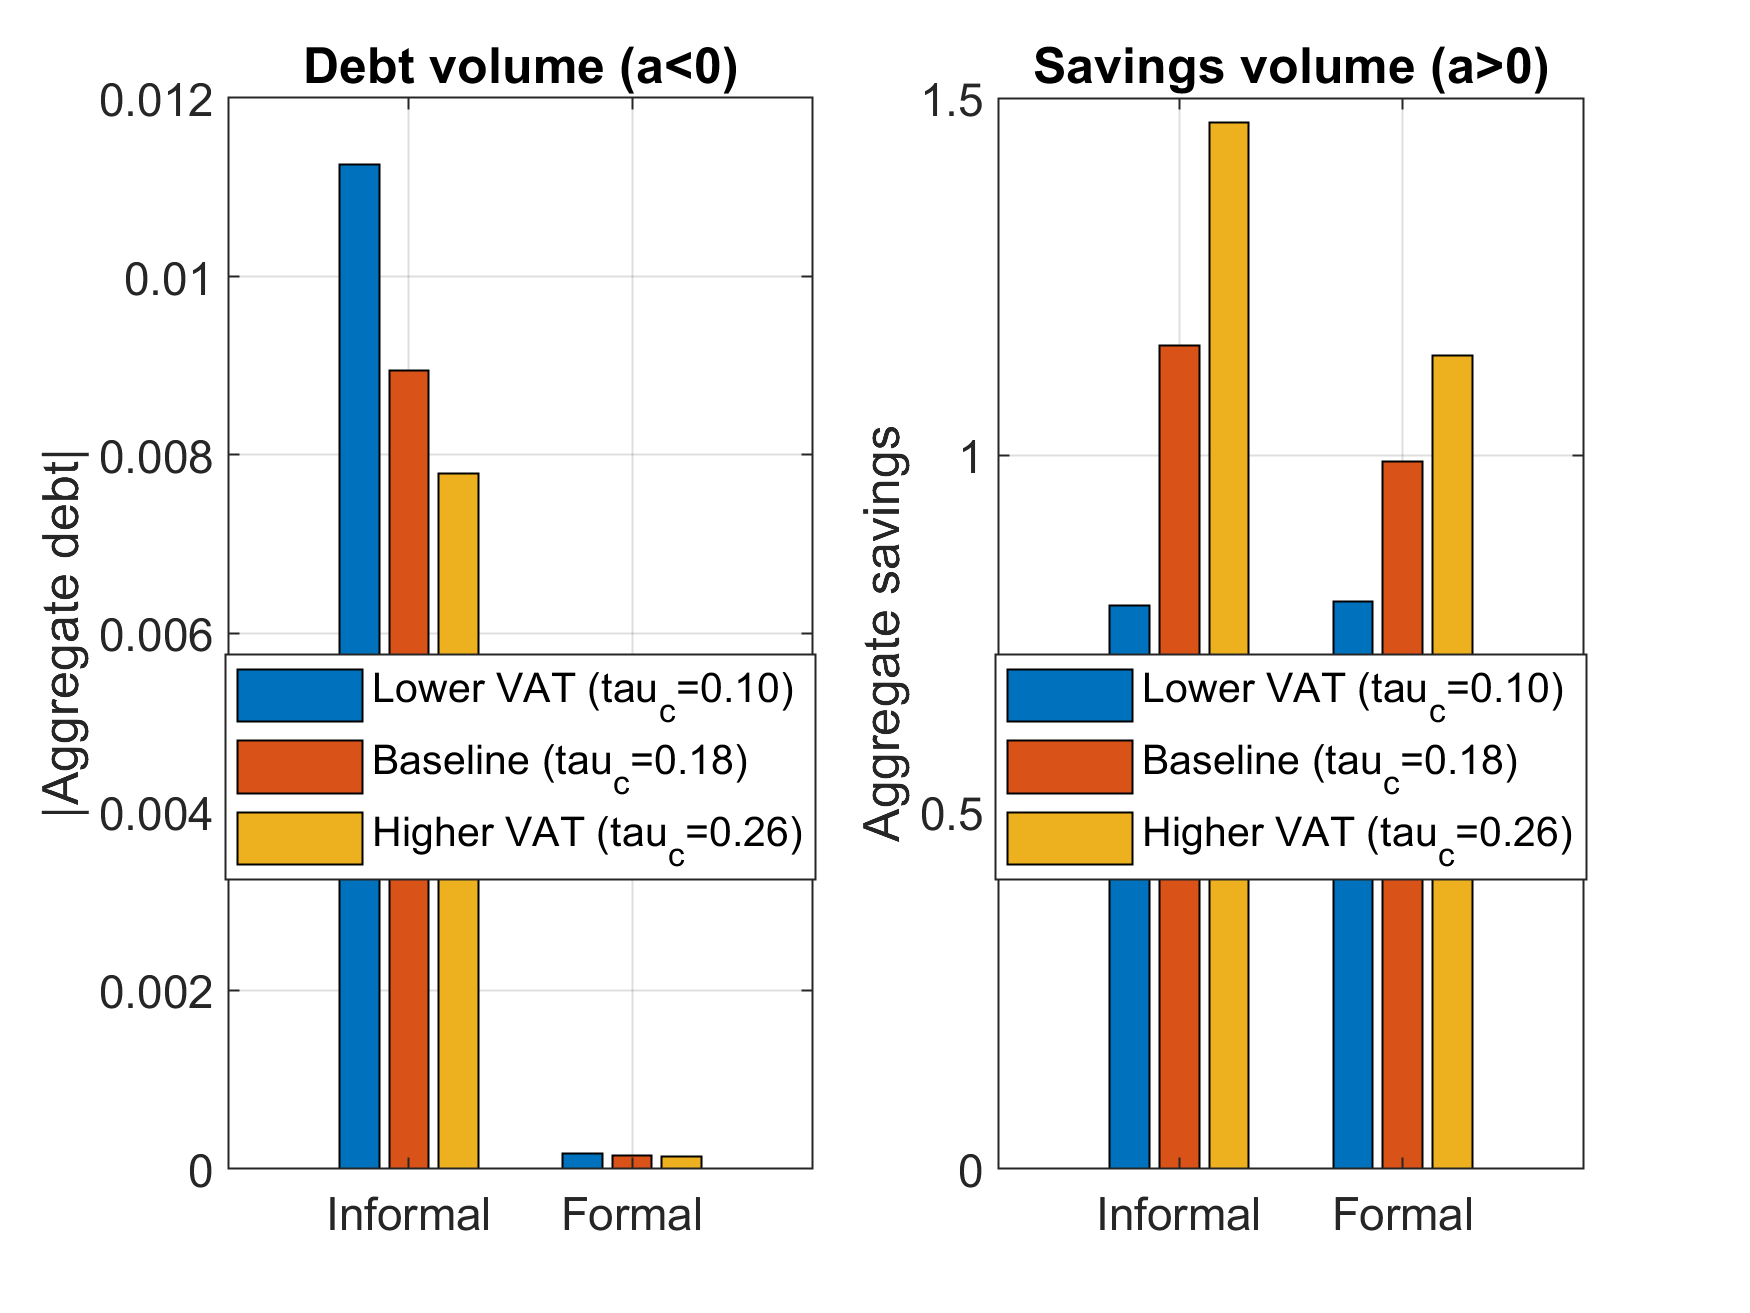 Debt volume (a<0)
0.012
0.01
0.008
0.006
0.004
0.002
0
|Aggregate debt|
Lower VAT (tau_c=0.10)
Baseline (tau_c=0.18)
Higher VAT (tau_c=0.26)
Informal
Formal
Savings volume (a>0)
1.5
1
0.5
0
Aggregate savings
Lower VAT (tau_c=0.10)
Baseline (tau_c=0.18)
Higher VAT (tau_c=0.26)
Informal
Formal